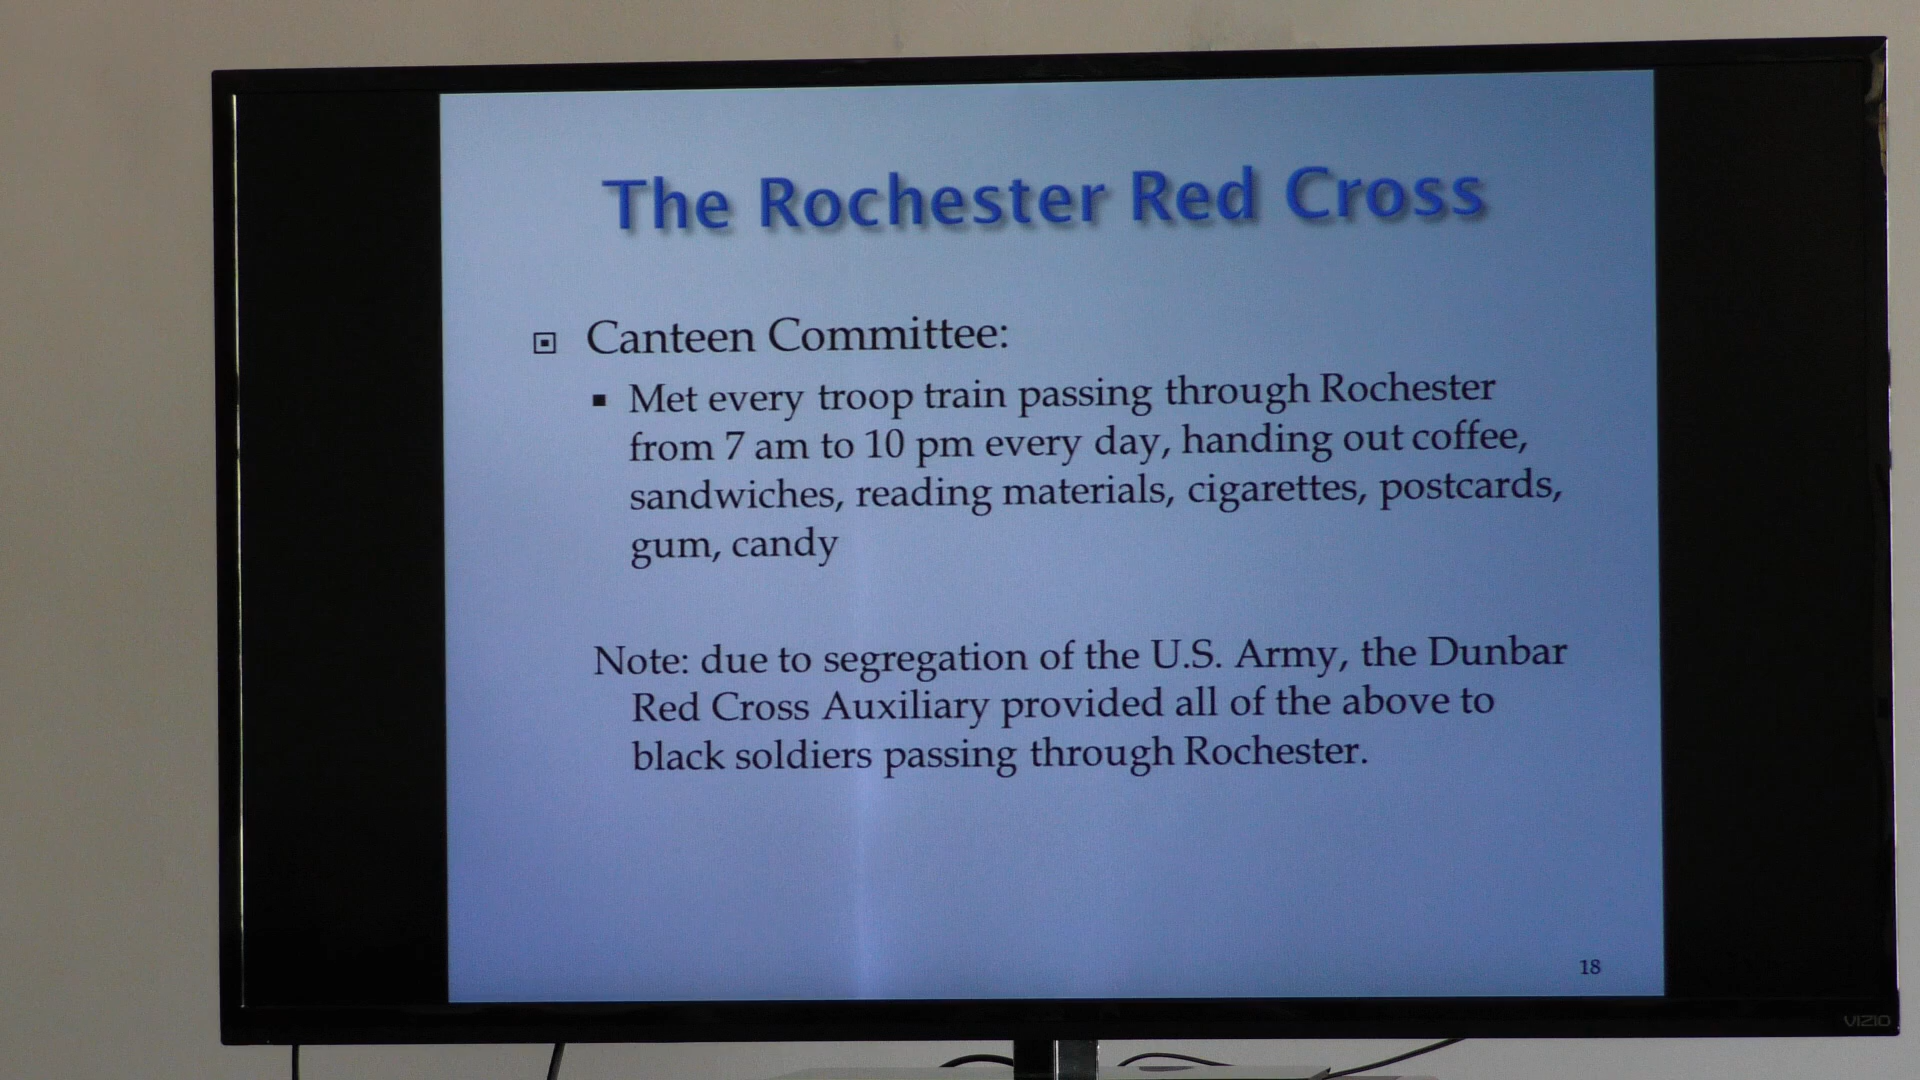 The Rochester Red Cross
Canteen Committee:
Met every troop train passing through Rochester
from 7 am to 10 pm every day, handing out coffee,
sandwiches, reading materials, cigarettes, postcards,
gum, candy
Note: due to segregation of the U.S. Army, the Dunbar
Red Cross Auxiliary provided all of the above to
black soldiers passing through Rochester.
18
VIZIO